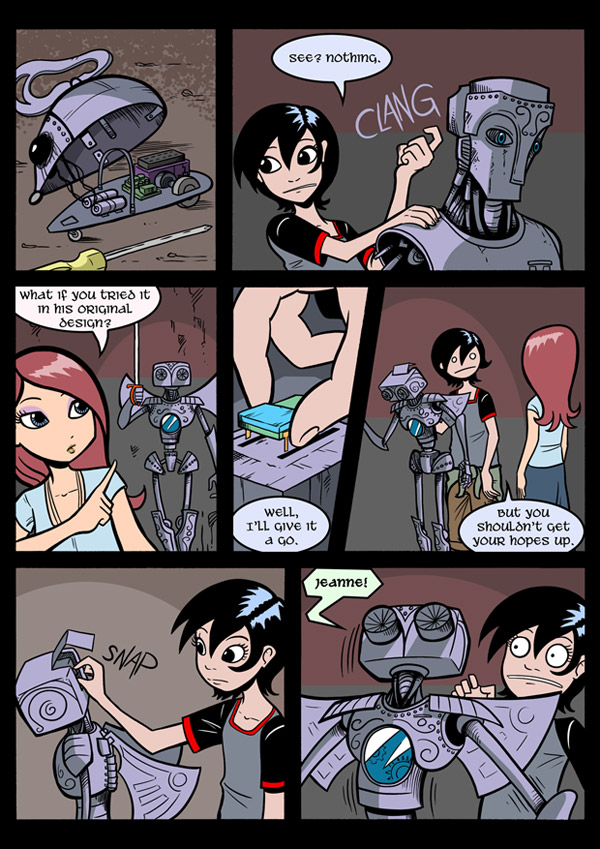 See? Nothing.
CLANG
What if you tried it
in his original
design?
Well,
I'll give it
a go.
But you
shouldn't get
your hopes up.
SNAP
Jeanne!